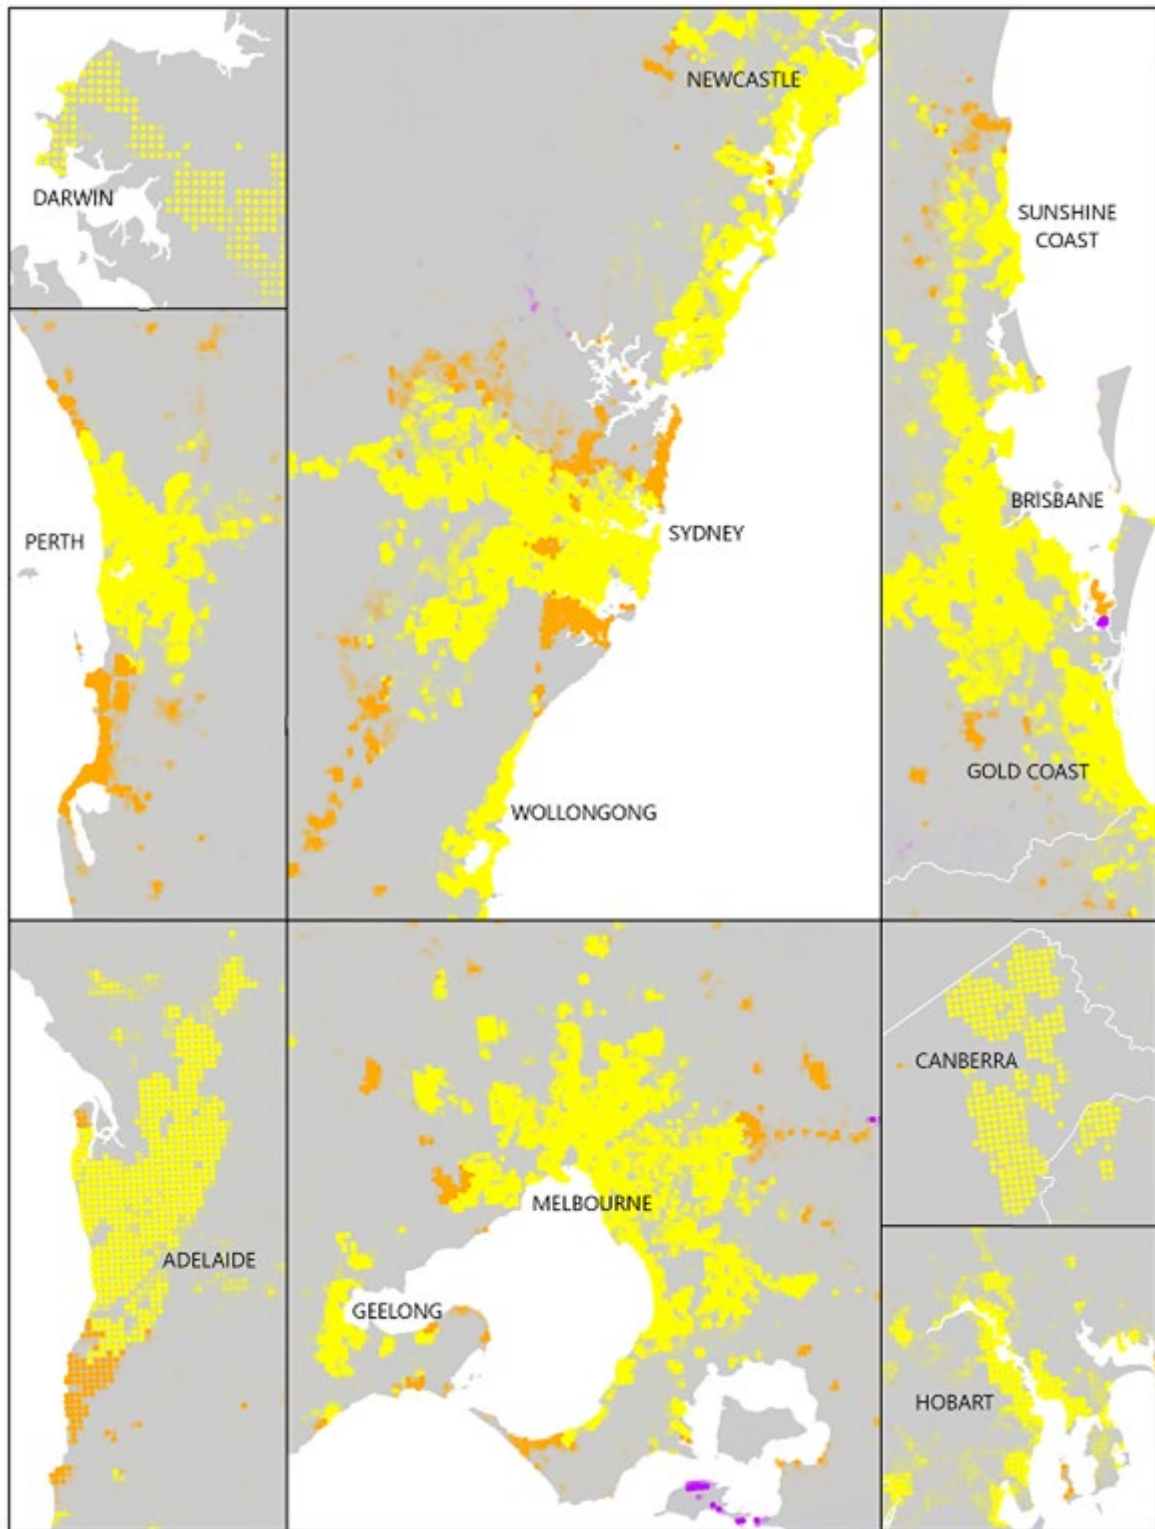 NEWCASTLE
DARWIN
SUNSHINE
COAST
BRISBANE
PERTH
SYDNEY
GOLD COAST
WOLLONGONG
CANBERRA
MELBOURNE
ADELAIDE
GEELONG
HOBART